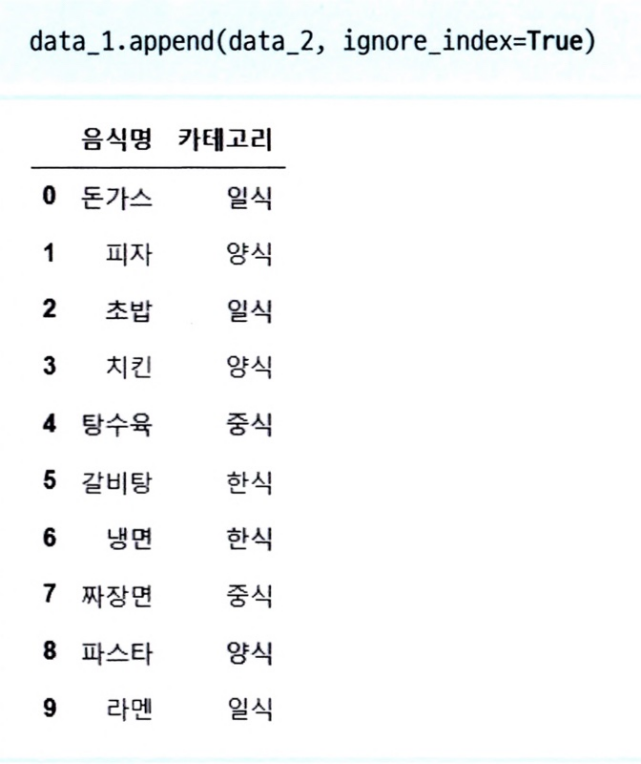 data_1.append(data_2, ignore_index=True)
음식명 카테고리
0 돈가스 일식
1 피자 양식
2 초밥 일식
3 치킨 양식
4 탕수육 중식
5 갈비탕 한식
6 냉면 한식
7 짜장면 중식
8 파스타 양식
9 라멘 일식